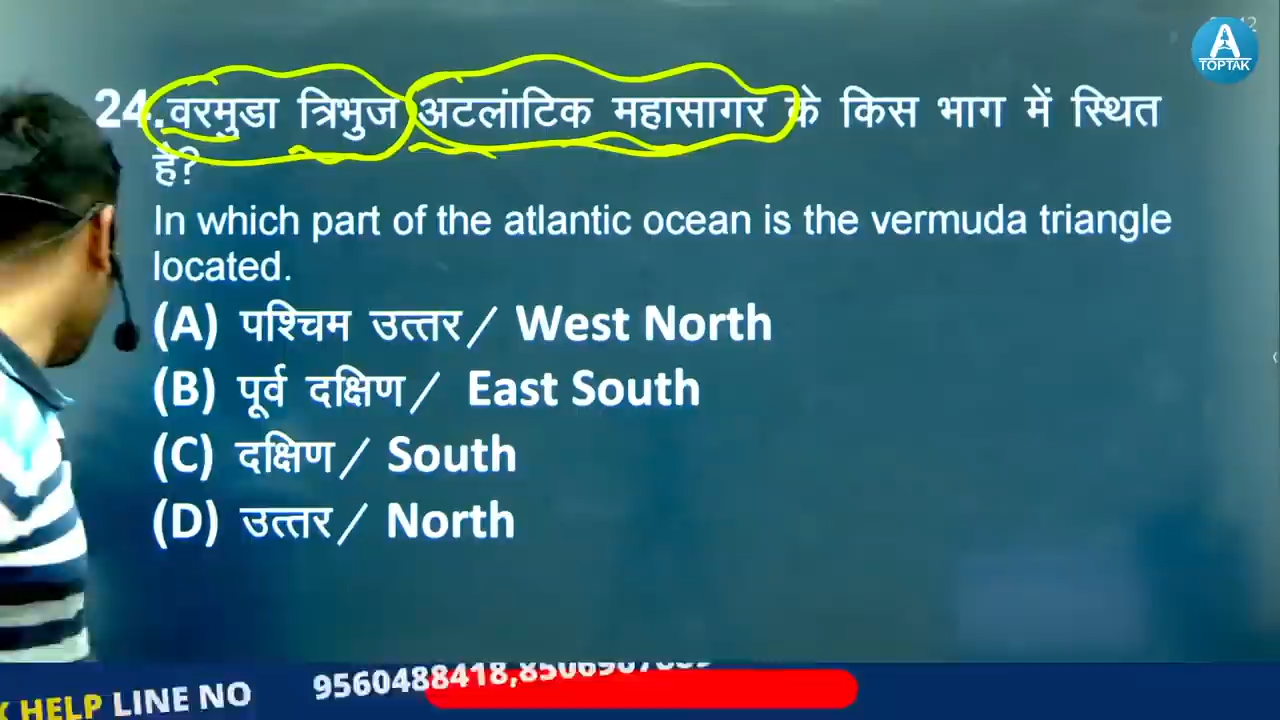 A
TOPTAK
24.वरमुडा त्रिभुज अटलांटिक महासागर के किस भाग में स्थित
है?
In which part of the atlantic ocean is the vermuda triangle
located.
(A) पश्चिम उत्तर / West North
(B) पूर्व दक्षिण / East South
(C) दक्षिण / South
(D) उत्तर / North
HELP LINE NO 9560488418,